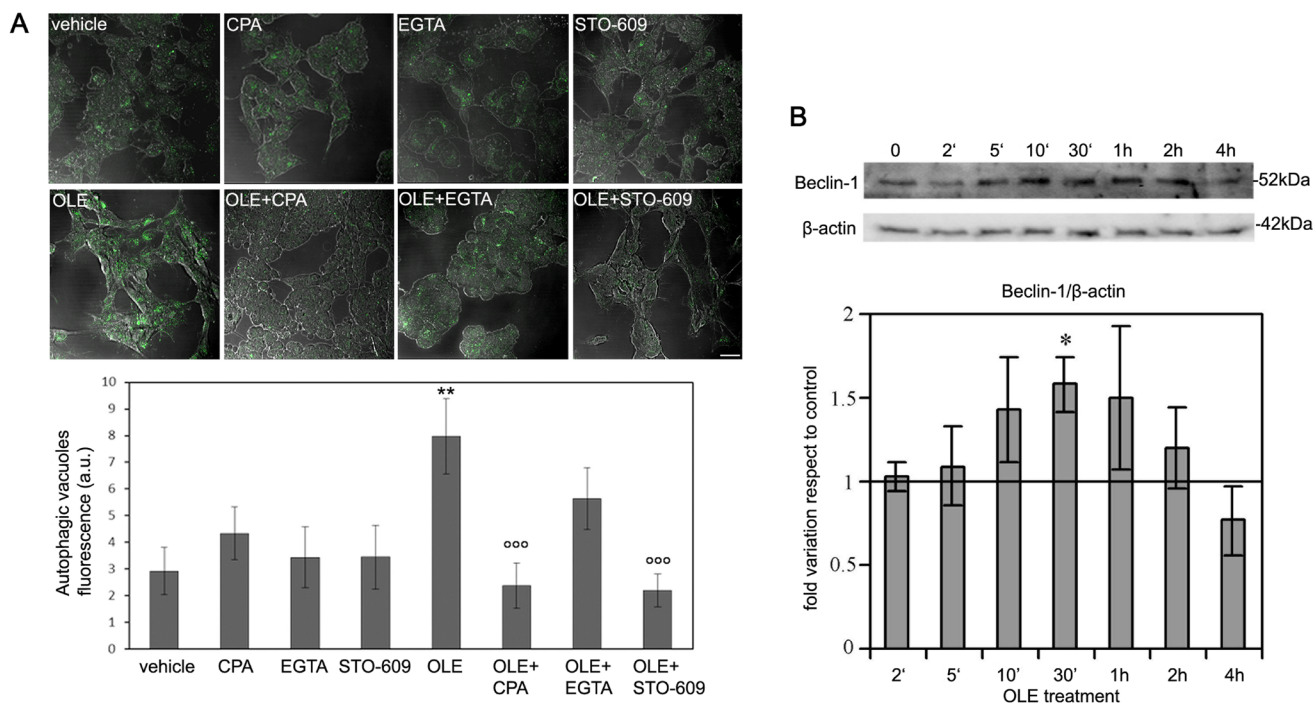 A
vehicle
CPA
EGTA
STO-609
OLE
OLE+CPA
OLE+EGTA
OLE+STO-609
Autophagic vacuoles
fluorescence (a.u.)
10
9
8
7
6
5
4
3
2
1
0
**
°°°
°°°
vehicle
CPA
EGTA
STO-609
OLE
OLE+
CPA
OLE+
EGTA
OLE+
STO-609
B
0 2‘ 5‘ 10‘ 30‘ 1h 2h 4h
Beclin-1
-52kDa
β-actin
-42kDa
Beclin-1/β-actin
fold variation respect to control
2
1.5
1
0.5
0
*
2‘ 5‘ 10’ 30’ 1h 2h 4h
OLE treatment